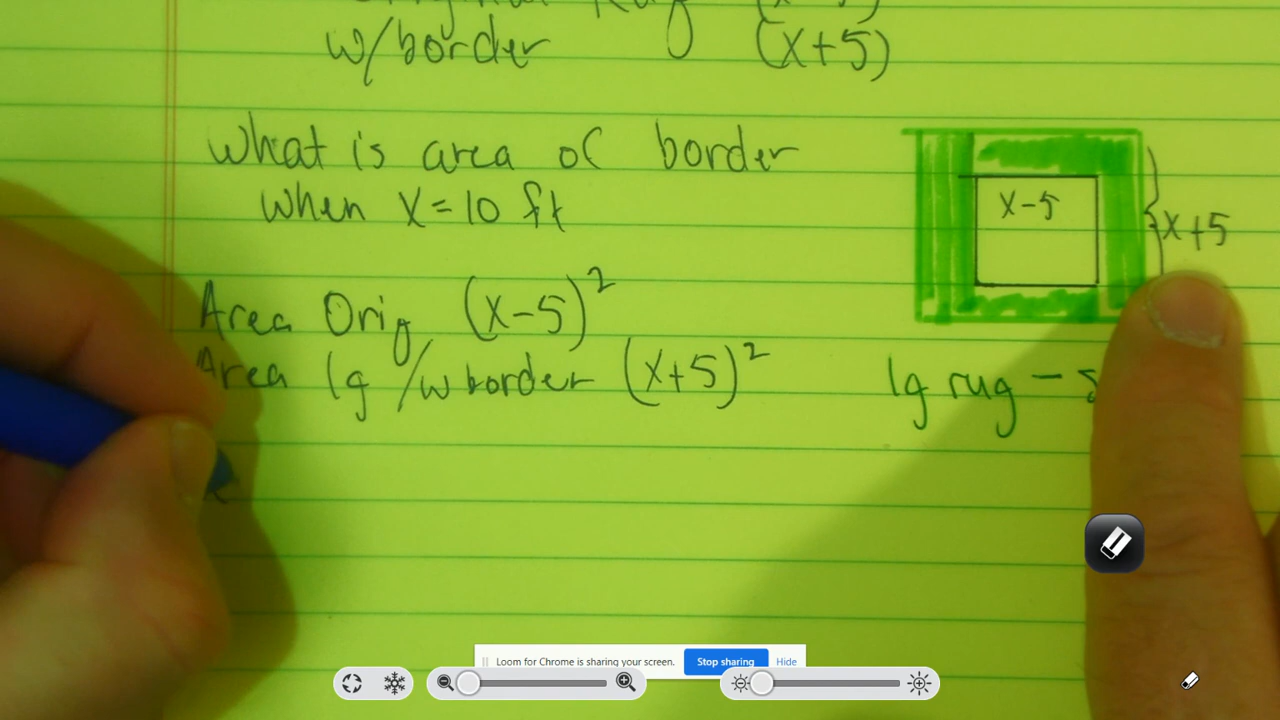 w/border (x+5)
What is area of border
when x=10 ft
x-5
x+5
Area Orig (x-5)²
Area lg /w border (x+5)²
lg rug -
Loom for Chrome is sharing your screen. Stop sharing Hide